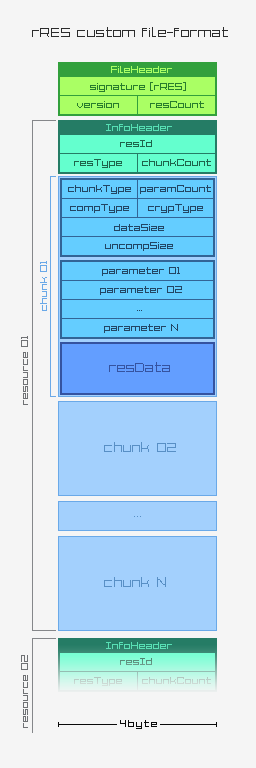 rRES custom file-format
FileHeader
signature [rRES]
version resCount
InfoHeader
resId
resType chunkCount
chunkType paramCount
compType crypType
dataSize
uncompSize
parameter 01
parameter 02
...
parameter N
resData
chunk 01
resource 01
chunk 02
...
chunk N
InfoHeader
resId
resType chunkCount
resource 02
4byte